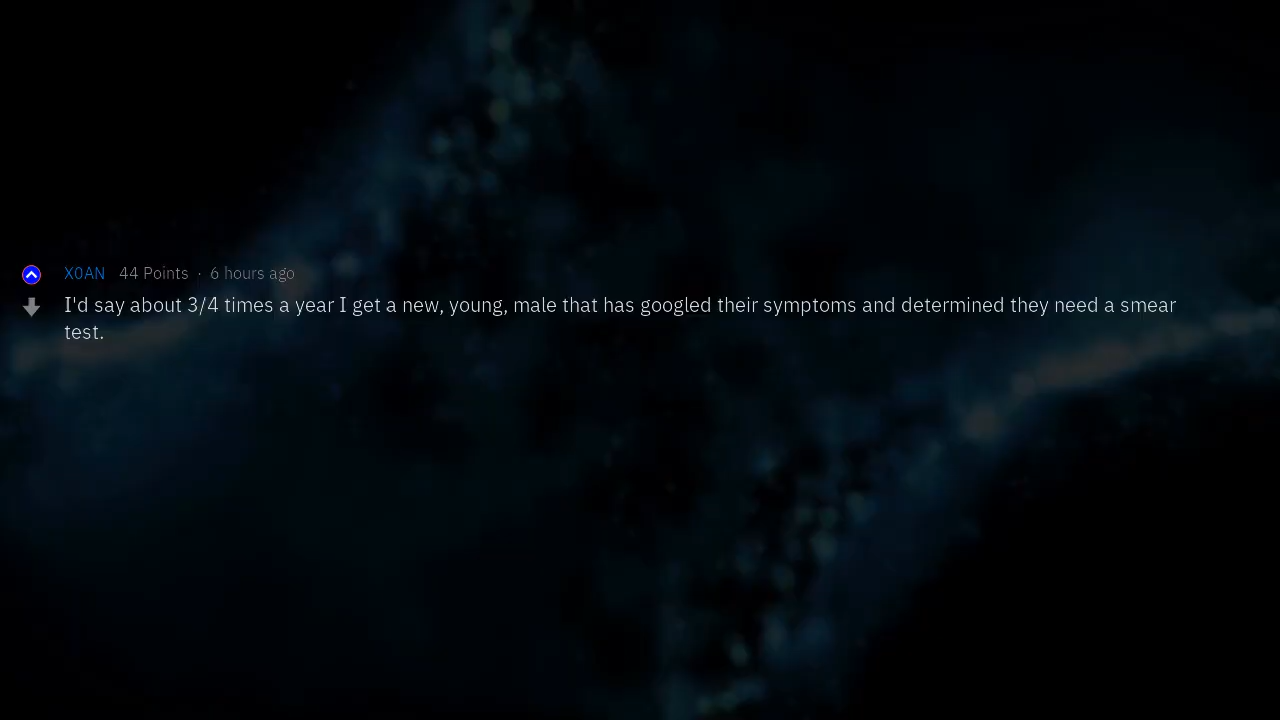 X0AN 44 Points · 6 hours ago
I'd say about 3/4 times a year I get a new, young, male that has googled their symptoms and determined they need a smear
test.